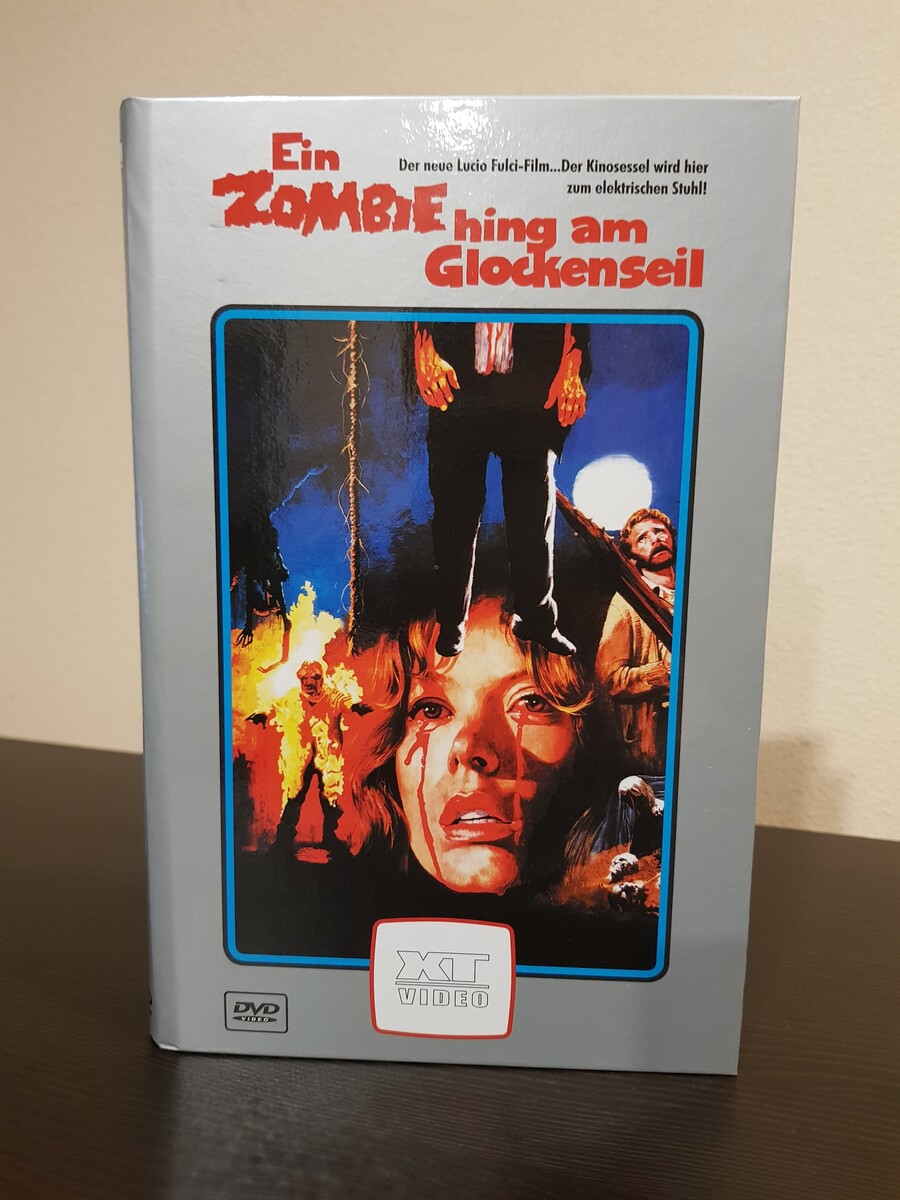 Ein
ZOMBIE
hing am
Glockenseil
Der neue Lucio Fulci-Film...Der Kinosessel wird hier
zum elektrischen Stuhl!
XT
VIDEO
DVD
VIDEO